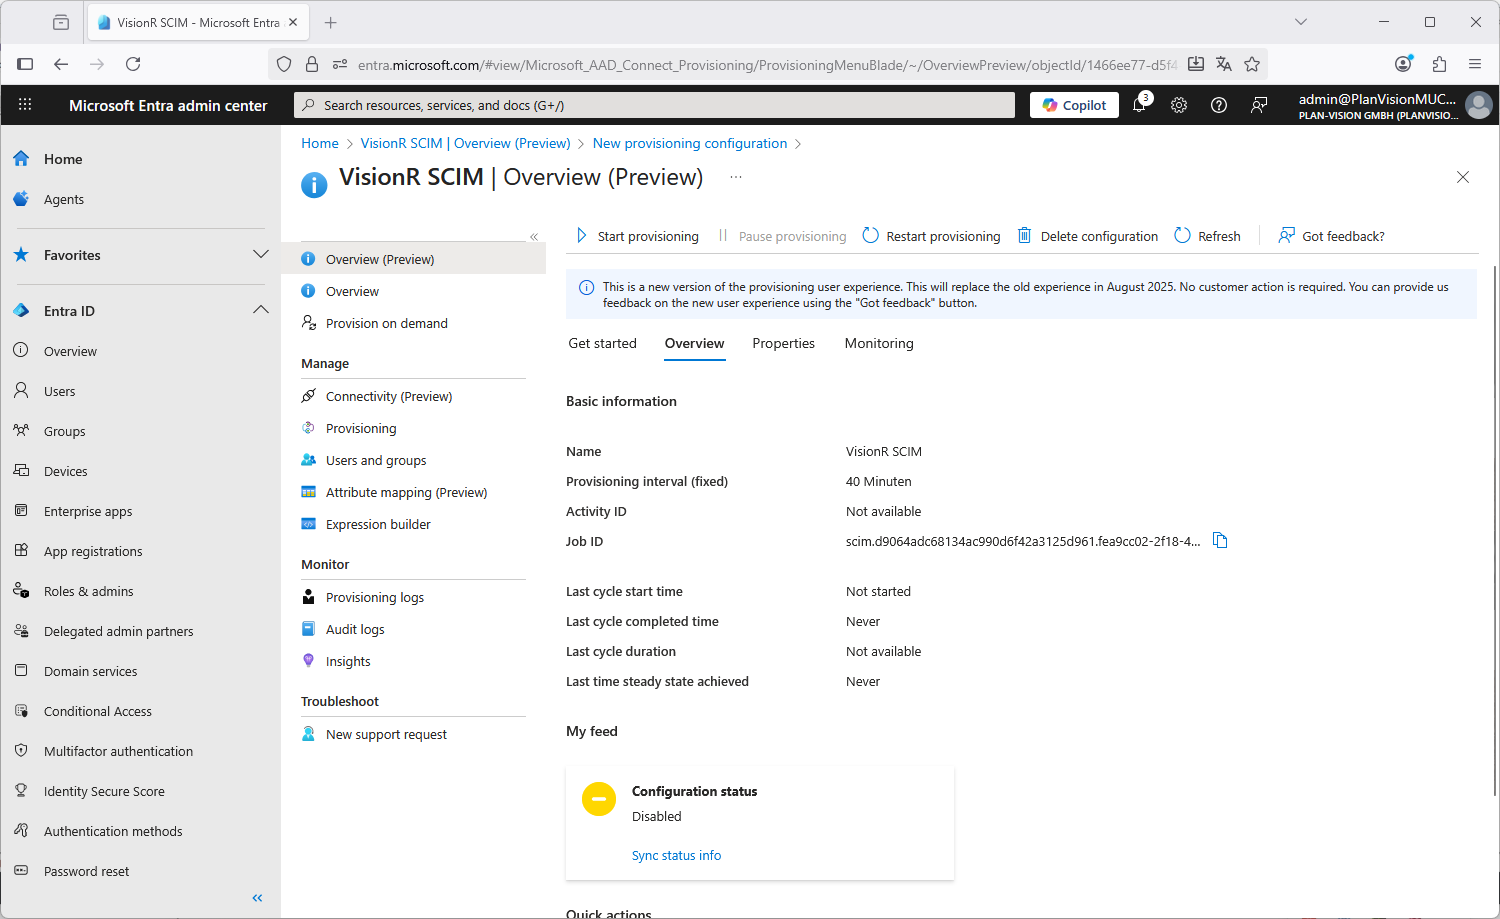 VisionR SCIM - Microsoft Entra
entra.microsoft.com/#view/Microsoft_AAD_Connect_Provisioning/ProvisioningMenuBlade/~/OverviewPreview/objectId/1466ee77-d5f4
Microsoft Entra admin center
Search resources, services, and docs (G+/)
Copilot
3
admin@PlanVisionMUC...
PLAN-VISION GMBH (PLANVISIO...
Home
Agents
Favorites
Entra ID
Overview
Users
Groups
Devices
Enterprise apps
App registrations
Roles & admins
Delegated admin partners
Domain services
Conditional Access
Multifactor authentication
Identity Secure Score
Authentication methods
Password reset
Home > VisionR SCIM | Overview (Preview) > New provisioning configuration >
VisionR SCIM | Overview (Preview) ...
Overview (Preview)
Overview
Provision on demand
Manage
Connectivity (Preview)
Provisioning
Users and groups
Attribute mapping (Preview)
Expression builder
Monitor
Provisioning logs
Audit logs
Insights
Troubleshoot
New support request
Start provisioning Pause provisioning Restart provisioning Delete configuration Refresh Got feedback?
This is a new version of the provisioning user experience. This will replace the old experience in August 2025. No customer action is required. You can provide us
feedback on the new user experience using the "Got feedback" button.
Get started Overview Properties Monitoring
Basic information
Name VisionR SCIM
Provisioning interval (fixed) 40 Minuten
Activity ID Not available
Job ID scim.d9064adc68134ac990d6f42a3125d961.fea9cc02-2f18-4...
Last cycle start time Not started
Last cycle completed time Never
Last cycle duration Not available
Last time steady state achieved Never
My feed
Configuration status
Disabled
Sync status info
Quick actions